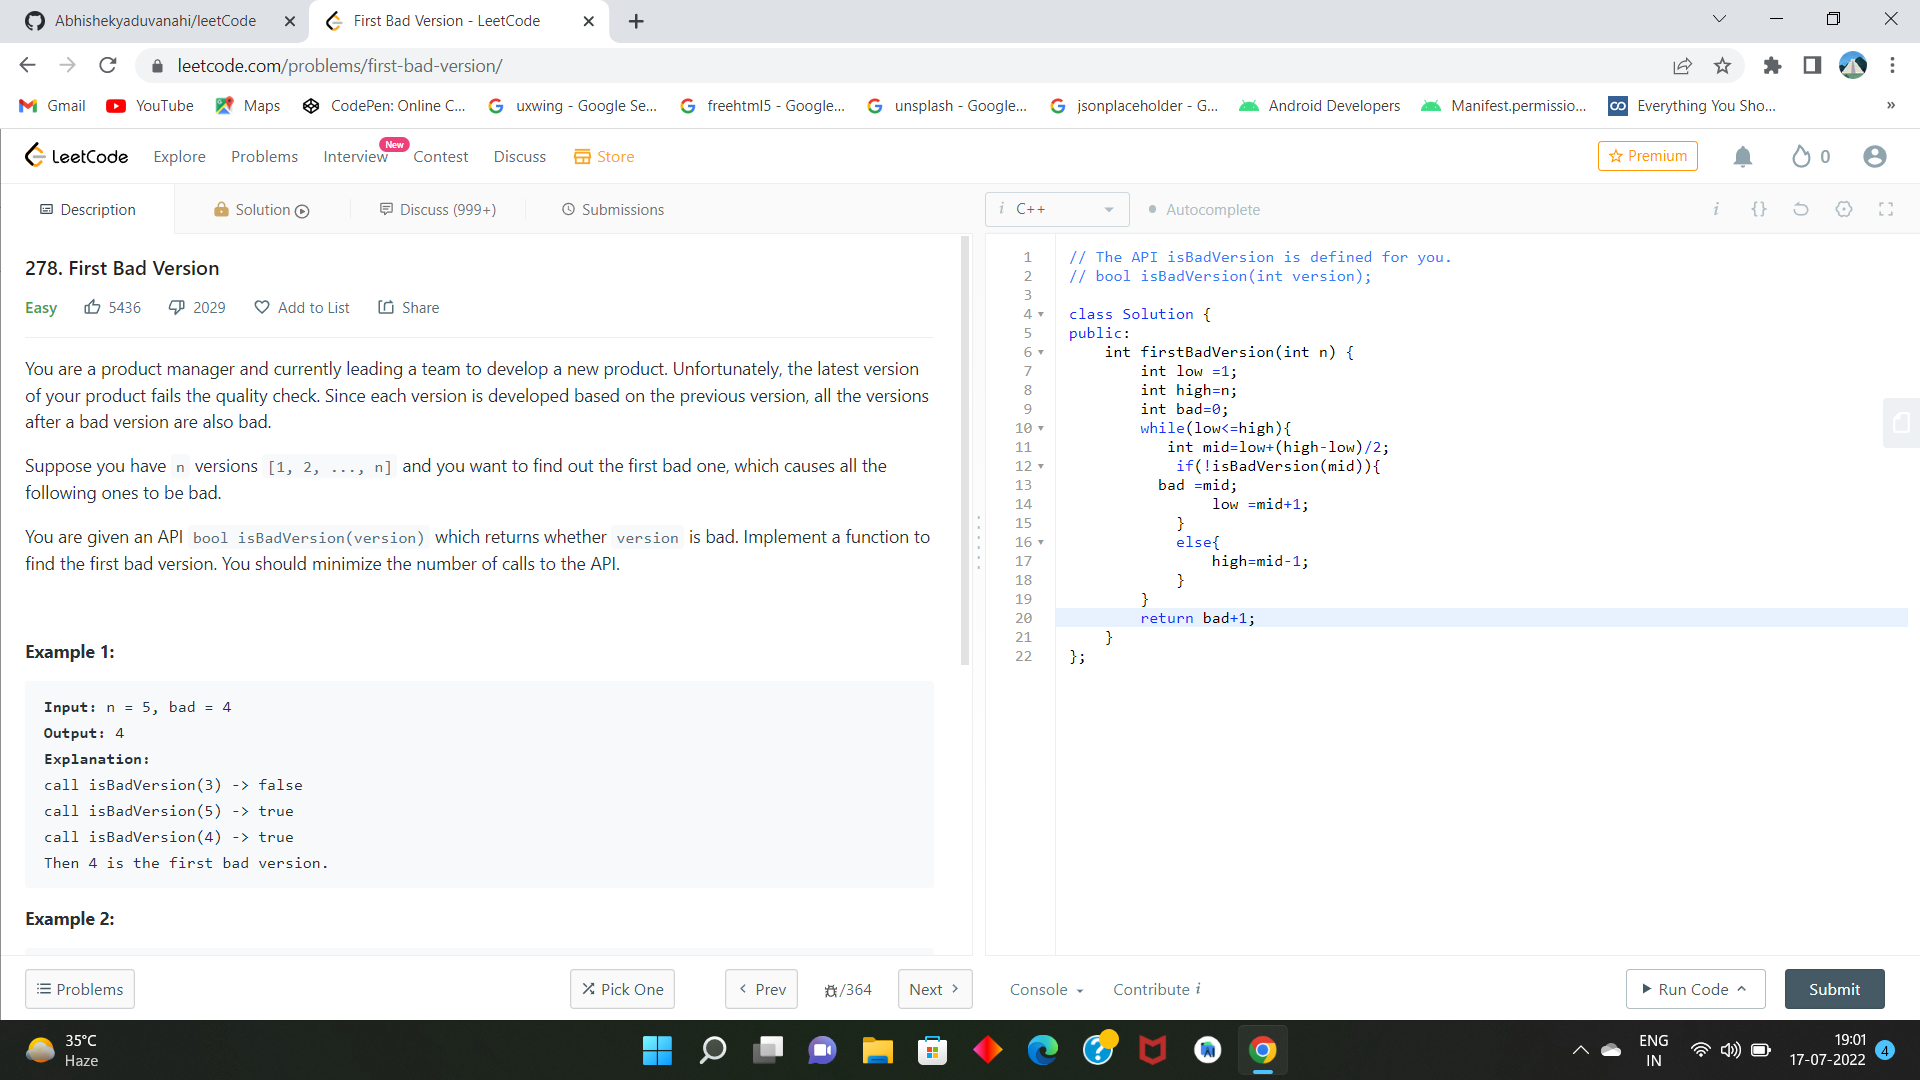 Abhishekyaduvanahi/leetCode
First Bad Version - LeetCode
leetcode.com/problems/first-bad-version/
Gmail
YouTube
Maps
CodePen: Online C...
uxwing - Google Se...
freehtml5 - Google...
unsplash - Google...
jsonplaceholder - G...
Android Developers
Manifest.permissio...
Everything You Sho...
»
LeetCode
Explore
Problems
Interview
New
Contest
Discuss
Store
Premium
0
Description
Solution
Discuss (999+)
Submissions
i C++
Autocomplete
i
{}
278. First Bad Version
Easy
5436
2029
Add to List
Share
You are a product manager and currently leading a team to develop a new product. Unfortunately, the latest version
of your product fails the quality check. Since each version is developed based on the previous version, all the versions
after a bad version are also bad.
Suppose you have n versions [1, 2, ..., n] and you want to find out the first bad one, which causes all the
following ones to be bad.
You are given an API bool isBadVersion(version) which returns whether version is bad. Implement a function to
find the first bad version. You should minimize the number of calls to the API.
Example 1:
Input: n = 5, bad = 4
Output: 4
Explanation:
call isBadVersion(3) -> false
call isBadVersion(5) -> true
call isBadVersion(4) -> true
Then 4 is the first bad version.
Example 2:
1 // The API isBadVersion is defined for you.
2 // bool isBadVersion(int version);
3
4 class Solution {
5 public:
6 int firstBadVersion(int n) {
7 int low =1;
8 int high=n;
9 int bad=0;
10 while(low<=high){
11 int mid=low+(high-low)/2;
12 if(!isBadVersion(mid)){
13 bad =mid;
14 low =mid+1;
15 }
16 else{
17 high=mid-1;
18 }
19 }
20 return bad+1;
21 }
22 };
Problems
Pick One
Prev
/364
Next
Console
Contribute i
Run Code
Submit
35°C
Haze
ENG
IN
19:01
17-07-2022
4